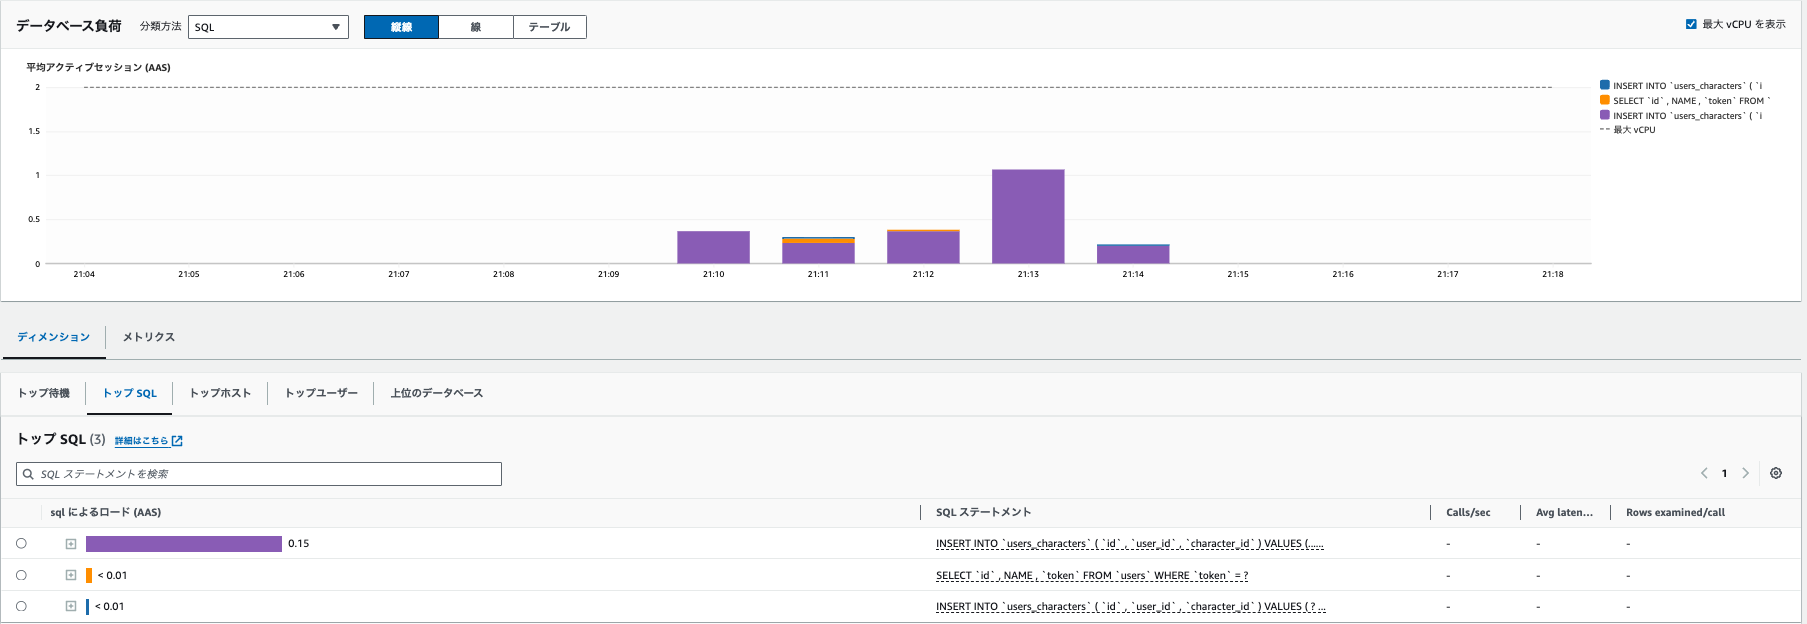 データベース負荷 分類方法 SQL 縦線 線 テーブル 最大 vCPU を表示
平均アクティブセッション (AAS)
2
1.5
1
0.5
0
21:04 21:05 21:06 21:07 21:08 21:09 21:10 21:11 21:12 21:13 21:14 21:15 21:16 21:17 21:18
INSERT INTO `users_characters` ( `i
SELECT `id` , NAME , `token` FROM `
INSERT INTO `users_characters` ( `i
最大 vCPU
ディメンション メトリクス
トップ待機 トップ SQL トップホスト トップユーザー 上位のデータベース
トップ SQL (3) 詳細はこちら
SQL ステートメントを検索 1
sql によるロード (AAS) SQL ステートメント Calls/sec Avg laten... Rows examined/call
0.15 INSERT INTO `users_characters` ( `id` , `user_id` , `character_id` ) VALUES (...... - - -
< 0.01 SELECT `id` , NAME , `token` FROM `users` WHERE `token` = ? - - -
< 0.01 INSERT INTO `users_characters` ( `id` , `user_id` , `character_id` ) VALUES ( ? ... - - -